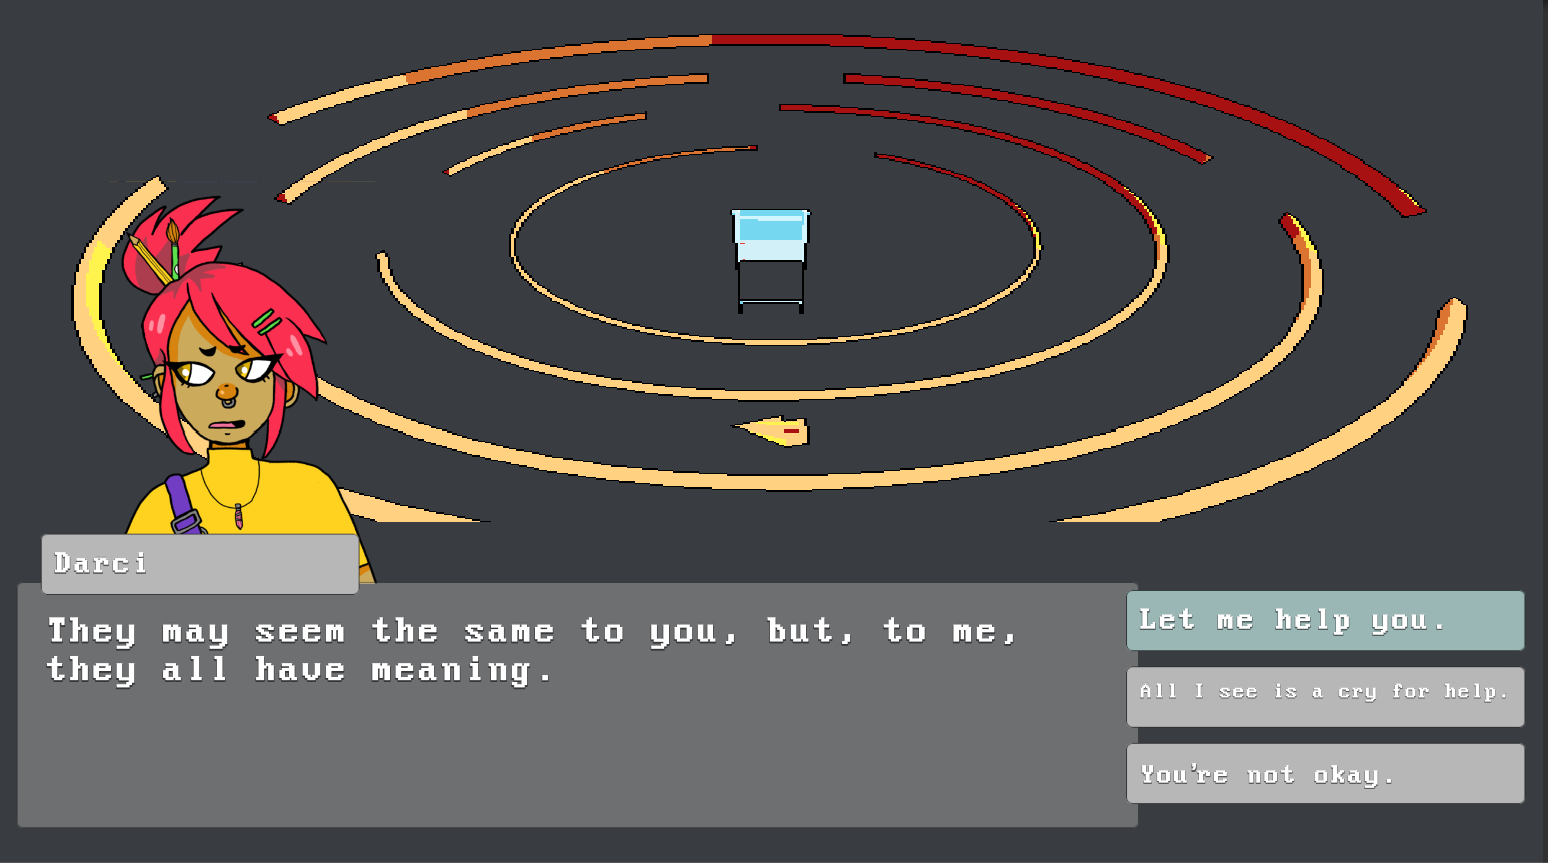 Darci
They may seem the same to you, but, to me,
they all have meaning.
Let me help you.
All I see is a cry for help.
You're not okay.